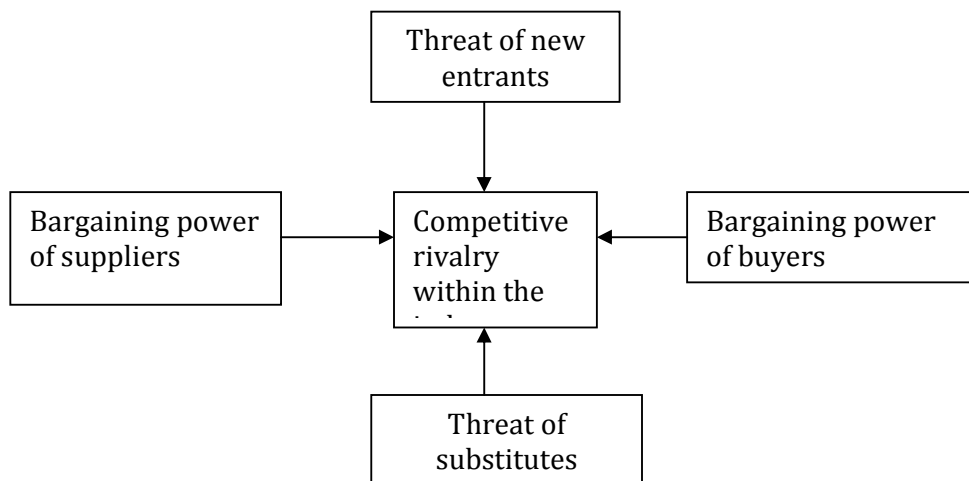 Threat of new
entrants
Bargaining power
of suppliers
Competitive
rivalry
within the
Bargaining power
of buyers
Threat of
substitutes